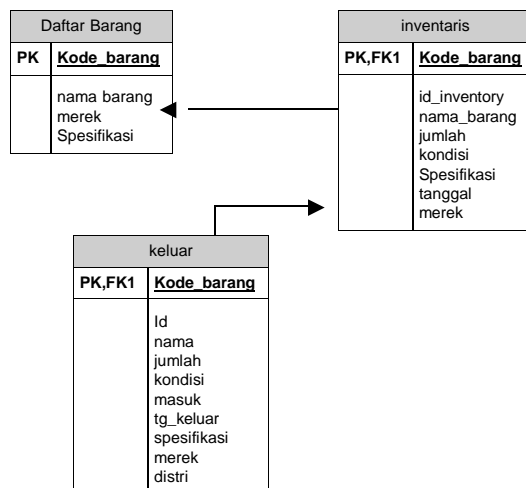 Daftar Barang
PK Kode_barang
nama barang
merek
Spesifikasi
inventaris
PK,FK1 Kode_barang
id_inventory
nama_barang
jumlah
kondisi
Spesifikasi
tanggal
merek
keluar
PK,FK1 Kode_barang
Id
nama
jumlah
kondisi
masuk
tg_keluar
spesifikasi
merek
distri